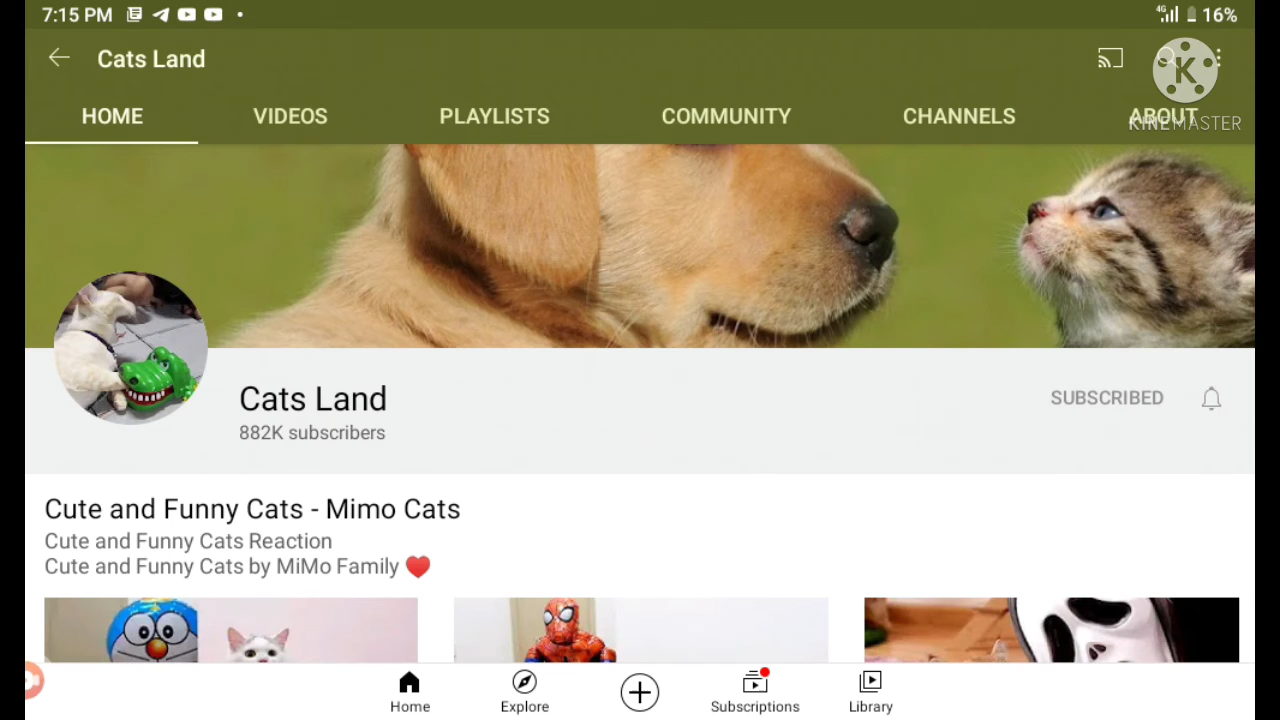 7:15 PM
4G 16%
Cats Land
HOME VIDEOS PLAYLISTS COMMUNITY CHANNELS ABOUT
K
KINEMASTER
Cats Land
882K subscribers
SUBSCRIBED
Cute and Funny Cats - Mimo Cats
Cute and Funny Cats Reaction
Cute and Funny Cats by MiMo Family ❤️
Home Explore Subscriptions Library